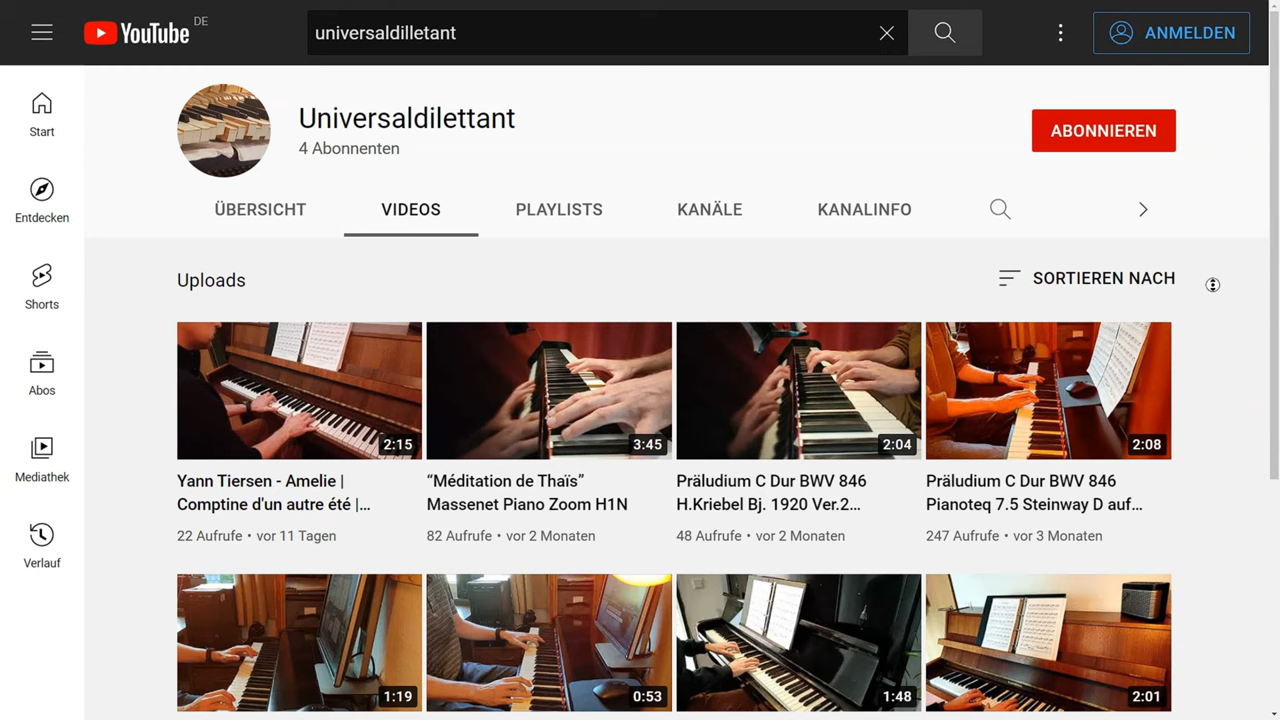 YouTube DE
universaldilletant
ANMELDEN
Start
Entdecken
Shorts
Abos
Mediathek
Verlauf
Universaldilettant
4 Abonnenten
ABONNIEREN
ÜBERSICHT
VIDEOS
PLAYLISTS
KANÄLE
KANALINFO
Uploads
SORTIEREN NACH
2:15
Yann Tiersen - Amelie |
Comptine d'un autre été |...
22 Aufrufe • vor 11 Tagen
3:45
“Méditation de Thaïs”
Massenet Piano Zoom H1N
82 Aufrufe • vor 2 Monaten
2:04
Präludium C Dur BWV 846
H.Kriebel Bj. 1920 Ver.2...
48 Aufrufe • vor 2 Monaten
2:08
Präludium C Dur BWV 846
Pianoteq 7.5 Steinway D auf...
247 Aufrufe • vor 3 Monaten
1:19
0:53
1:48
2:01